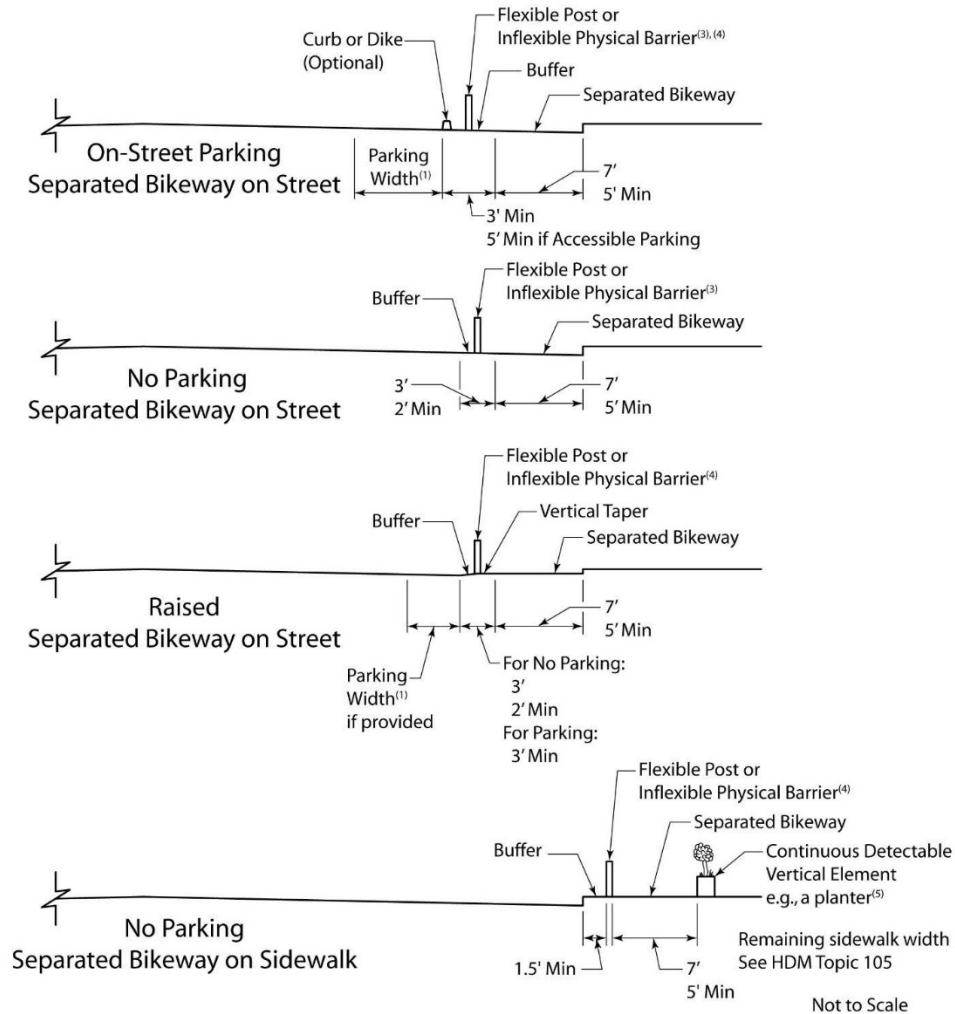 Flexible Post or
Inflexible Physical Barrier(3), (4)
Curb or Dike
(Optional)
Buffer
Separated Bikeway
On-Street Parking
Separated Bikeway on Street
Parking
Width(1)
7'
5' Min
3' Min
5' Min if Accessible Parking
Flexible Post or
Inflexible Physical Barrier(3)
Buffer
Separated Bikeway
No Parking
Separated Bikeway on Street
3'
2' Min
7'
5' Min
Flexible Post or
Inflexible Physical Barrier(4)
Buffer
Vertical Taper
Separated Bikeway
Raised
Separated Bikeway on Street
7'
5' Min
Parking
Width(1)
if provided
For No Parking:
3'
2' Min
For Parking:
3' Min
Flexible Post or
Inflexible Physical Barrier(4)
Separated Bikeway
Buffer
Continuous Detectable
Vertical Element
e.g., a planter(5)
No Parking
Separated Bikeway on Sidewalk
1.5' Min
7'
5' Min
Remaining sidewalk width
See HDM Topic 105
Not to Scale